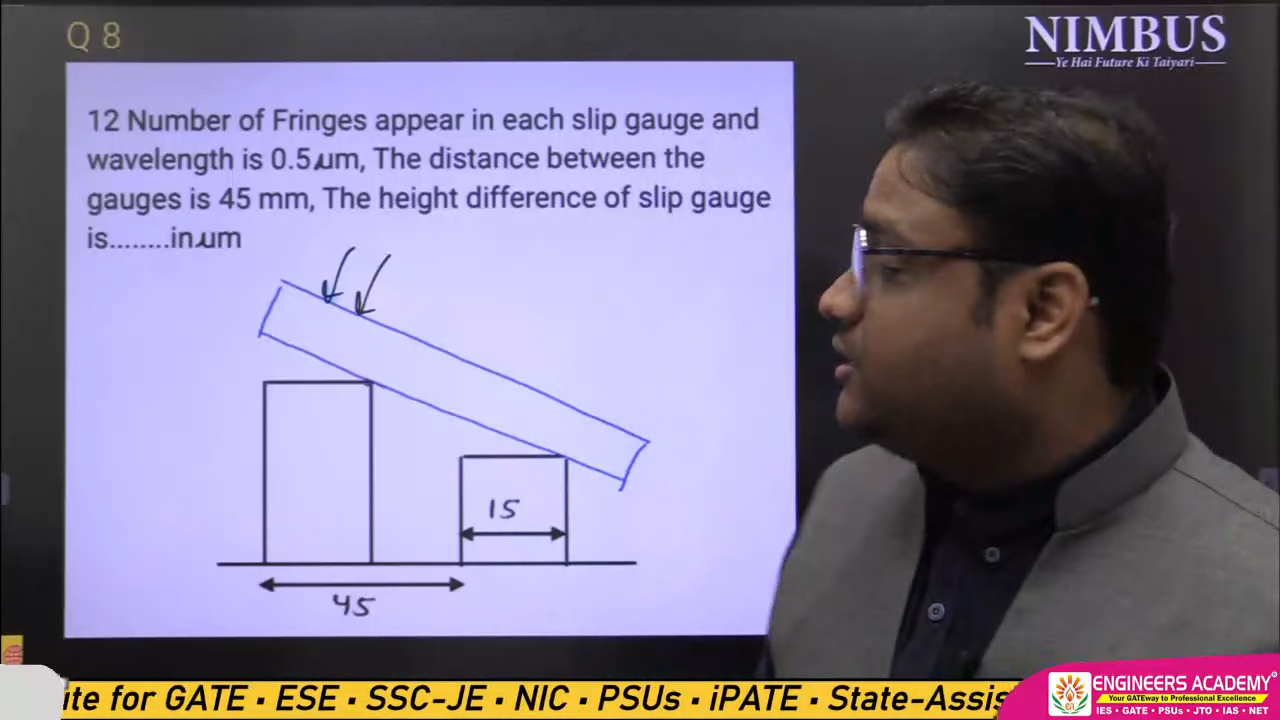 Q 8
NIMBUS
Ye Hai Future Ki Taiyari
12 Number of Fringes appear in each slip gauge and
wavelength is 0.5µm, The distance between the
gauges is 45 mm, The height difference of slip gauge
is........inµm
15
45
ite for GATE • ESE • SSC-JE • NIC • PSUs • iPATE • State-Assis
ENGINEERS ACADEMY
Your GATEway to Professional Excellence
IES • GATE • PSUs • JTO • IAS • NET